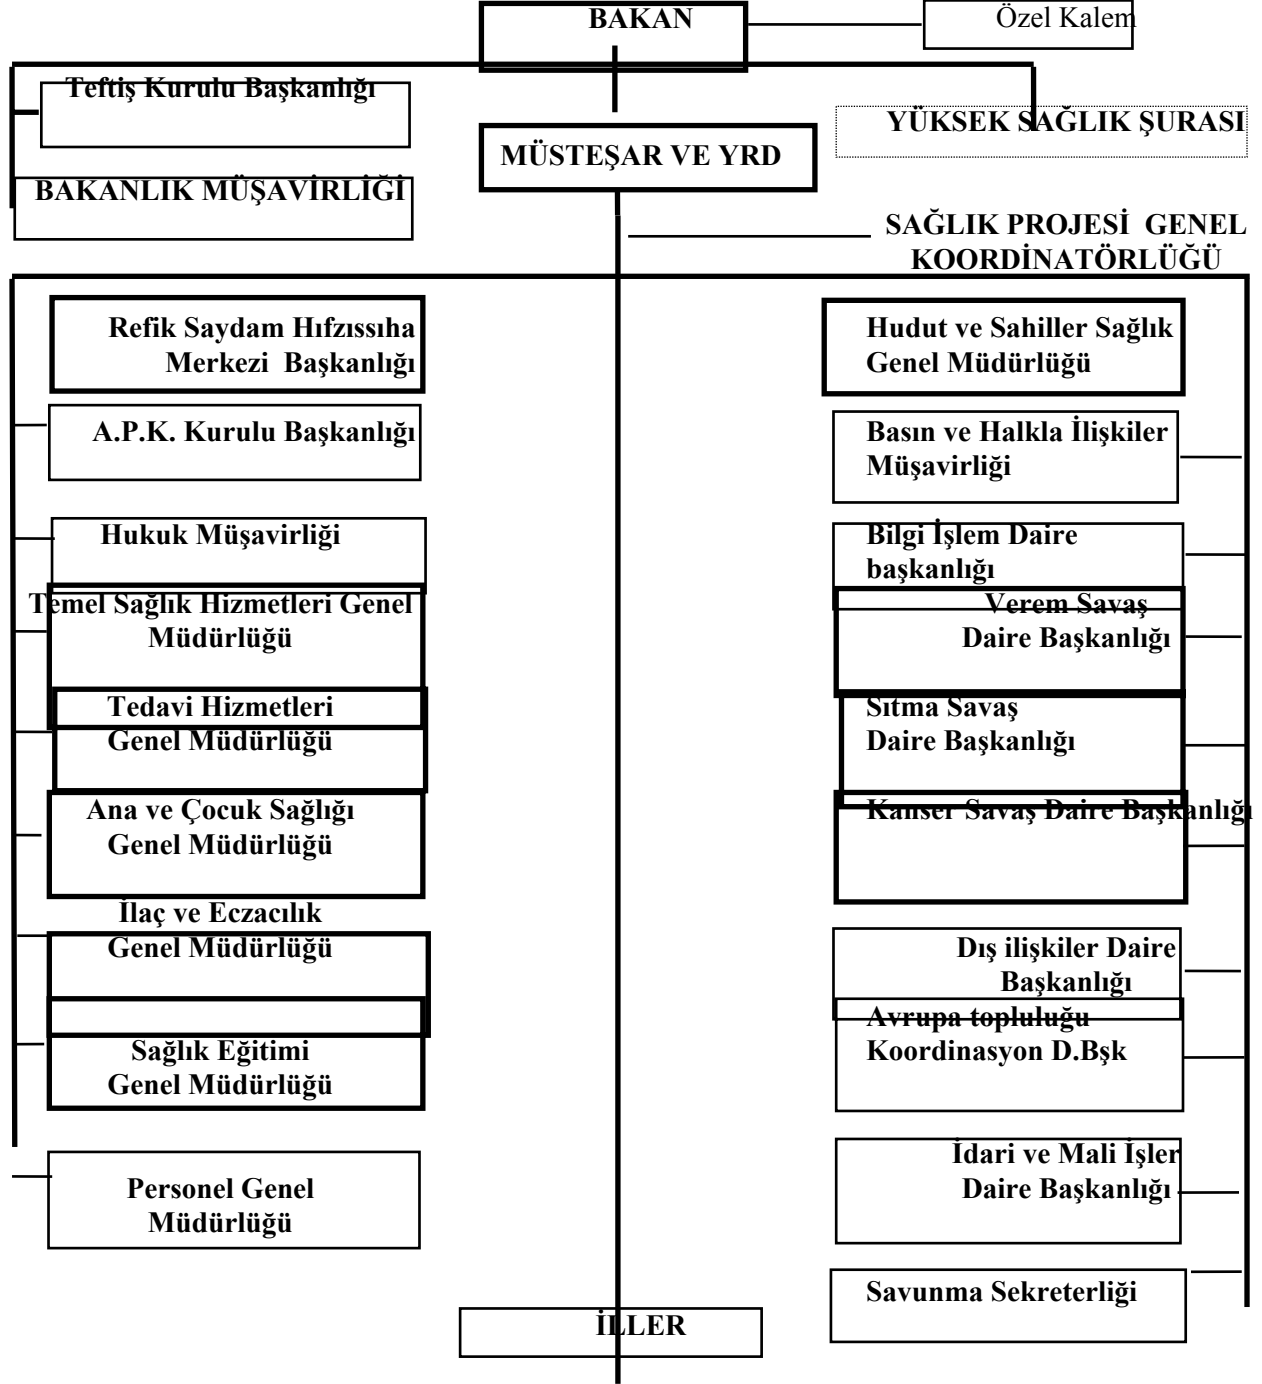 BAKAN
Özel Kalem
Teftiş Kurulu Başkanlığı
YÜKSEK SAĞLIK ŞURASI
MÜSTEŞAR VE YRD
BAKANLIK MÜŞAVİRLİĞİ
SAĞLIK PROJESİ GENEL
KOORDİNATÖRLÜĞÜ
Refik Saydam Hıfzıssıha
Merkezi Başkanlığı
A.P.K. Kurulu Başkanlığı
Hukuk Müşavirliği
Temel Sağlık Hizmetleri Genel
Müdürlüğü
Tedavi Hizmetleri
Genel Müdürlüğü
Ana ve Çocuk Sağlığı
Genel Müdürlüğü
İlaç ve Eczacılık
Genel Müdürlüğü
Sağlık Eğitimi
Genel Müdürlüğü
Personel Genel
Müdürlüğü
Hudut ve Sahiller Sağlık
Genel Müdürlüğü
Basın ve Halkla İlişkiler
Müşavirliği
Bilgi İşlem Daire
başkanlığı
Verem Savaş
Daire Başkanlığı
Sıtma Savaş
Daire Başkanlığı
Kanser Savaş Daire Başkanlığı
Dış ilişkiler Daire
Başkanlığı
Avrupa topluluğu
Koordinasyon D.Bşk
İdari ve Mali İşler
Daire Başkanlığı
Savunma Sekreterliği
İLLER